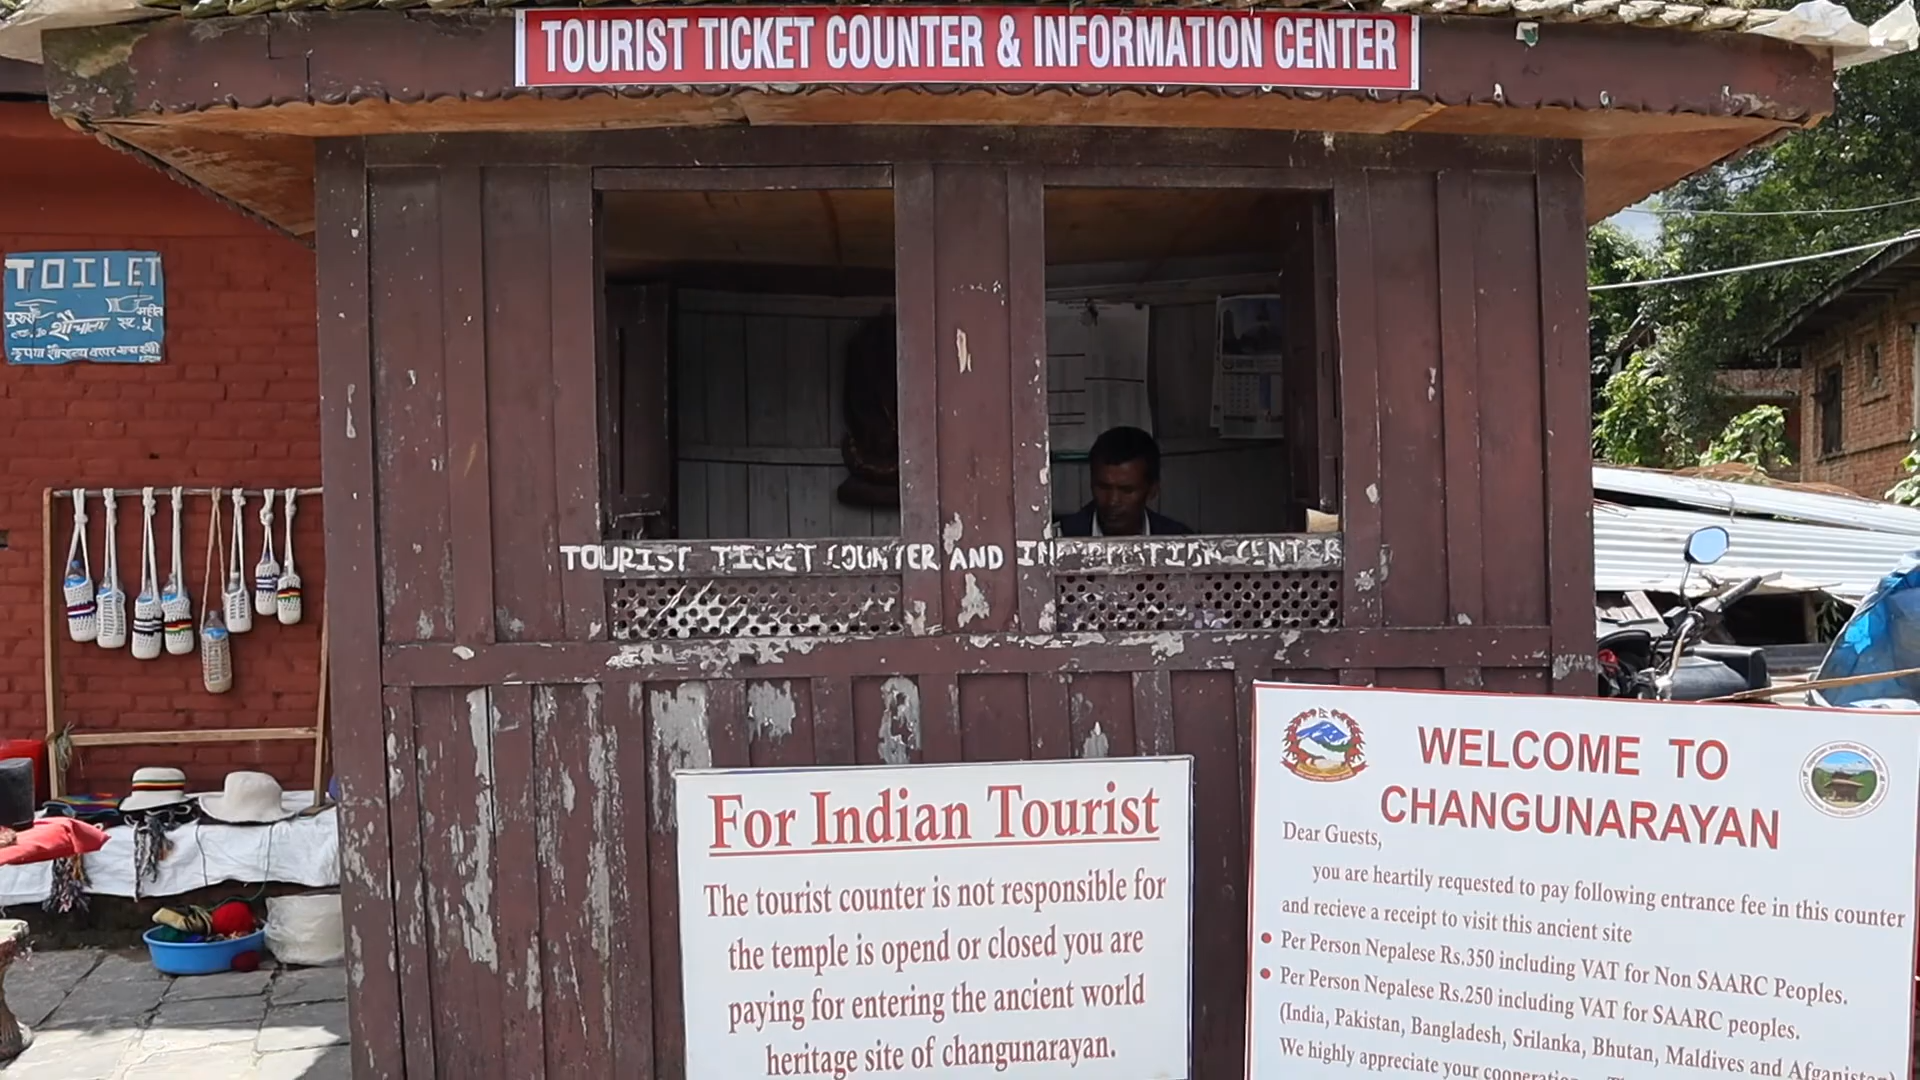 TOURIST TICKET COUNTER & INFORMATION CENTER
TOILET
पुरुष
शौचालय
TOURIST TICKET COUNTER AND INFORMATION CENTER
For Indian Tourist
The tourist counter is not responsible for
the temple is opend or closed you are
paying for entering the ancient world
heritage site of changunarayan.
WELCOME TO
CHANGUNARAYAN
Dear Guests,
you are heartily requested to pay following entrance fee in this counter
and recieve a receipt to visit this ancient site
• Per Person Nepalese Rs.350 including VAT for Non SAARC Peoples.
• Per Person Nepalese Rs.250 including VAT for SAARC peoples.
(India, Pakistan, Bangladesh, Srilanka, Bhutan, Maldives and Afganistan)
We highly appreciate your cooperation.